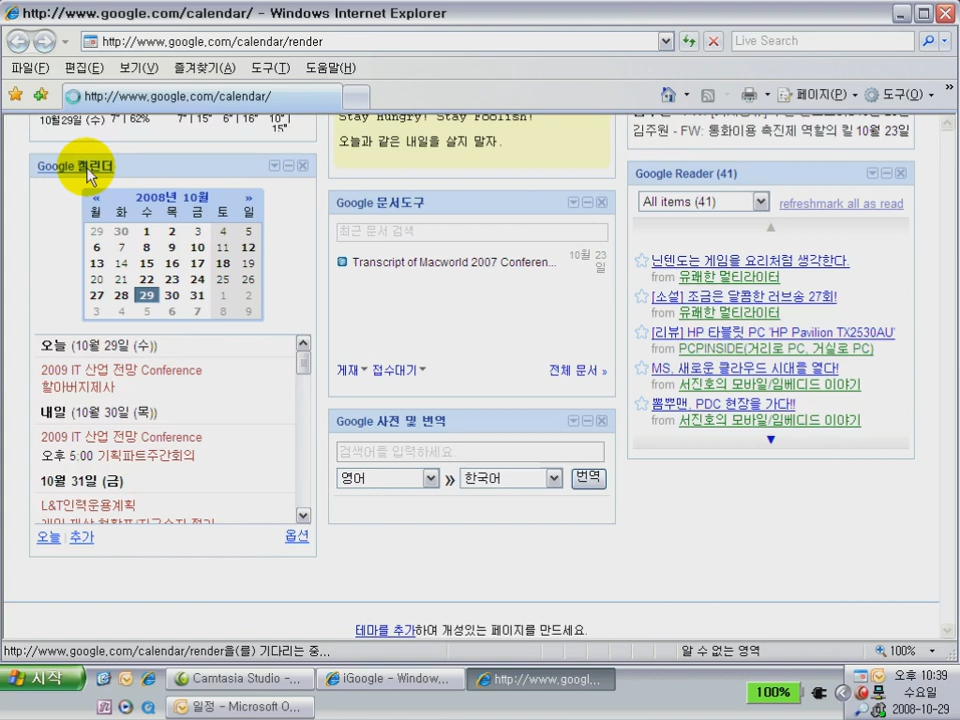 http://www.google.com/calendar/ - Windows Internet Explorer
http://www.google.com/calendar/render
Live Search
파일(F) 편집(E) 보기(V) 즐겨찾기(A) 도구(T) 도움말(H)
http://www.google.com/calendar/
페이지(P) 도구(O) »
10월29일 (수) 7° | 62% 7° | 15° 6° | 16° 10° |
15°
Google 캘린더
« 2008년 10월 »
월 화 수 목 금 토 일
29 30 1 2 3 4 5
6 7 8 9 10 11 12
13 14 15 16 17 18 19
20 21 22 23 24 25 26
27 28 29 30 31 1 2
3 4 5 6 7 8 9
오늘 (10월 29일 (수))
2009 IT 산업 전망 Conference
할아버지제사
내일 (10월 30일 (목))
2009 IT 산업 전망 Conference
오후 5:00 기획파트주간회의
10월 31일 (금)
L&T인력운용계획
오늘 | 추가 옵션
Stay Hungry! Stay Foolish!
오늘과 같은 내일을 살지 말자.
Google 문서도구
최근 문서 검색
Transcript of Macworld 2007 Conferen... 10월 23
일
게재 접수대기 전체 문서 »
Google 사전 및 번역
검색어를 입력하세요.
영어 » 한국어 번역
김주원 - FW: 통화이용 촉진제 역할의 킬 10월 23일
Google Reader (41)
All items (41) refreshmark all as read
닌텐도는 게임을 요리처럼 생각한다.
from 유쾌한 멀티라이터
[소설] 조금은 달콤한 러브송 27회!
from 유쾌한 멀티라이터
[리뷰] HP 타블릿 PC 'HP Pavilion TX2530AU'
from PCPINSIDE(거리로 PC, 거실로 PC)
MS, 새로운 클라우드 시대를 열다!
from 서진호의 모바일/임베디드 이야기
뽐뿌맨, PDC 현장을 가다!!
from 서진호의 모바일/임베디드 이야기
테마를 추가하여 개성있는 페이지를 만드세요.
http://www.google.com/calendar/render을(를) 기다리는 중... 알 수 없는 영역 100%
시작 Camtasia Studio -... iGoogle - Window... http://www.googl...
일정 - Microsoft O...
100%
오후 10:39
수요일
2008-10-29